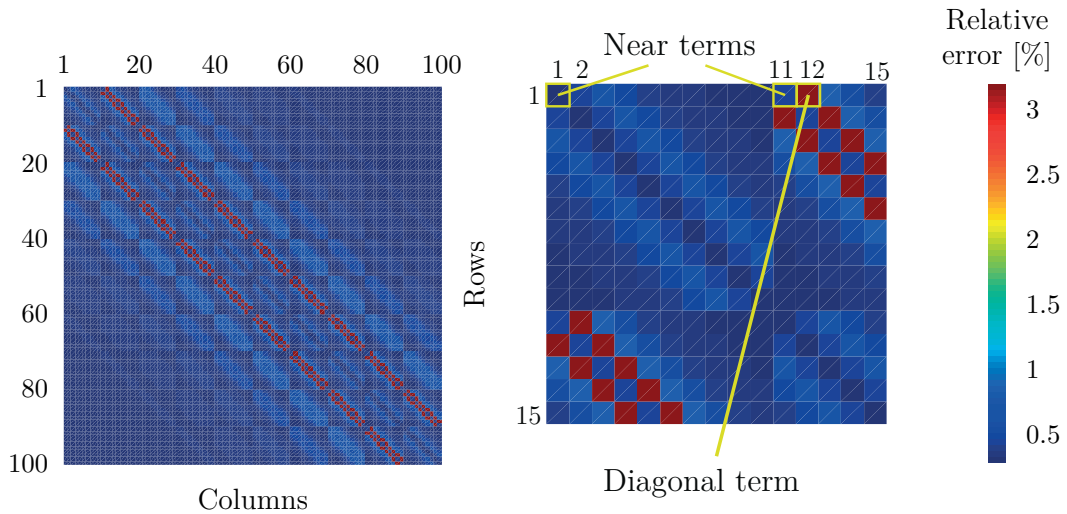 Relative
error [%]
Near terms
1 20 40 60 80 100
1 2 11 12 15
1
20
40
60
80
100
Columns
Rows
1
15
Diagonal term
3
2.5
2
1.5
1
0.5